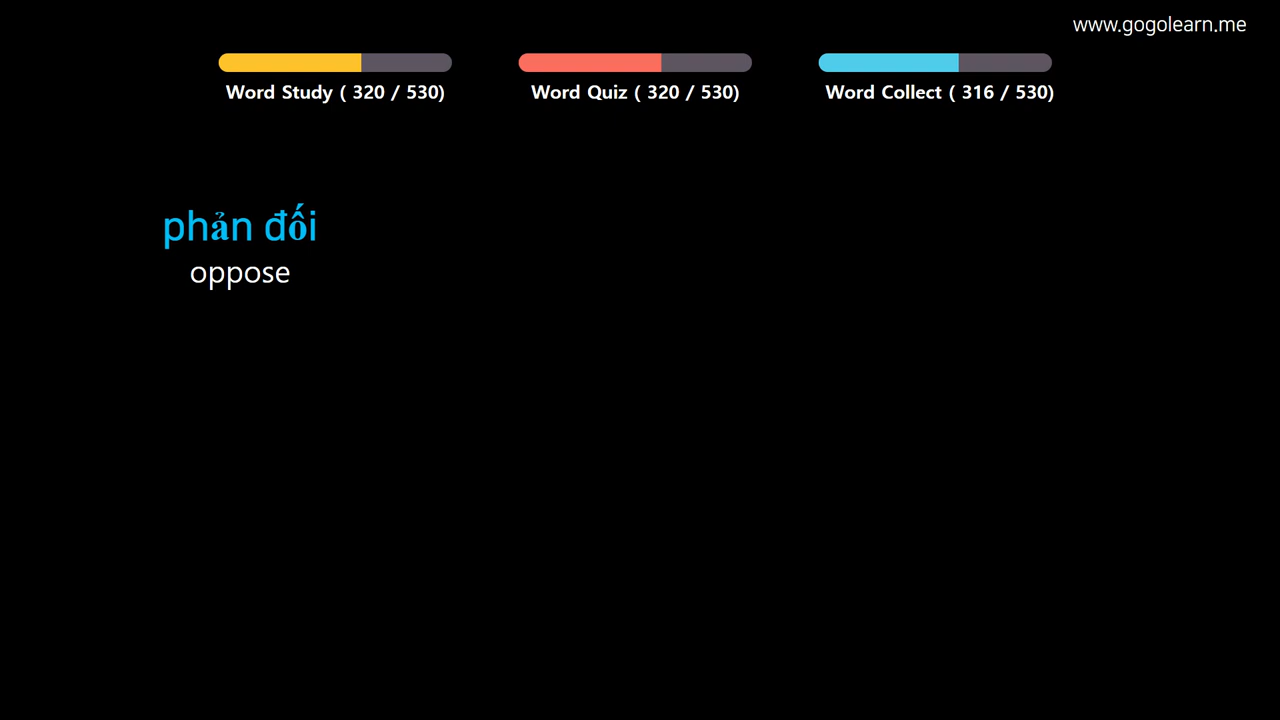 www.gogolearn.me
Word Study ( 320 / 530)
Word Quiz ( 320 / 530)
Word Collect ( 316 / 530)
phản đối
oppose